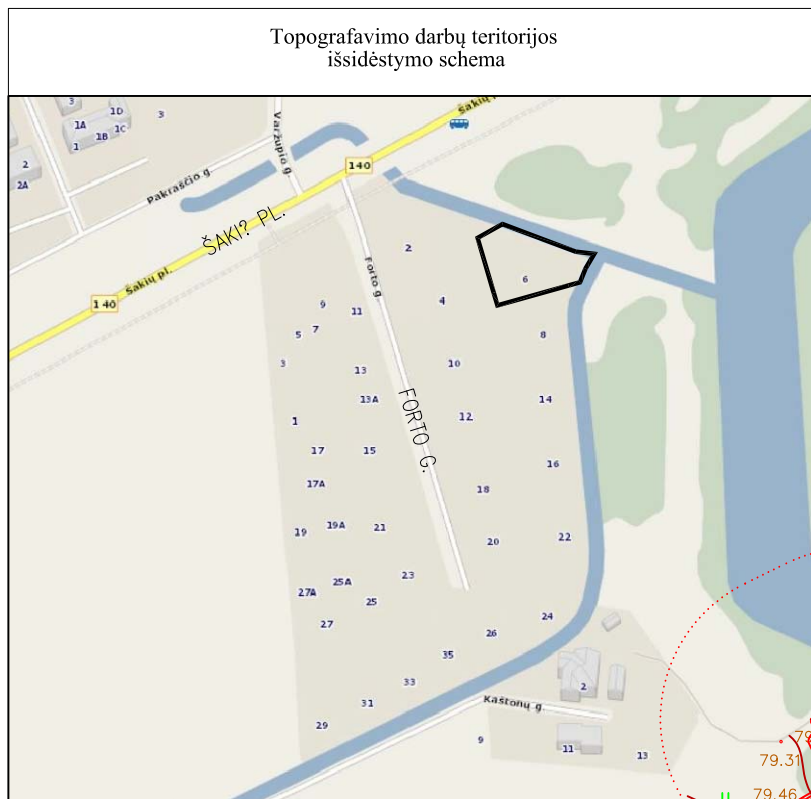 Topografavimo darbų teritorijos
išsidėstymo schema
3
1D
1A
1C
1B
1
3
2
2A
Varžupio g.
Pakraščio g.
Šakių
140
ŠAKI? PL.
Šakių pl.
140
Forto g.
2
6
4
9
11
7
5
8
3
10
13
13A
14
FORTO G.
12
1
17
15
16
17A
18
19
19A
21
20
22
25A
23
27A
25
27
24
26
35
33
2
31
Kaštonų g.
29
9
11
13
79.31
79.46